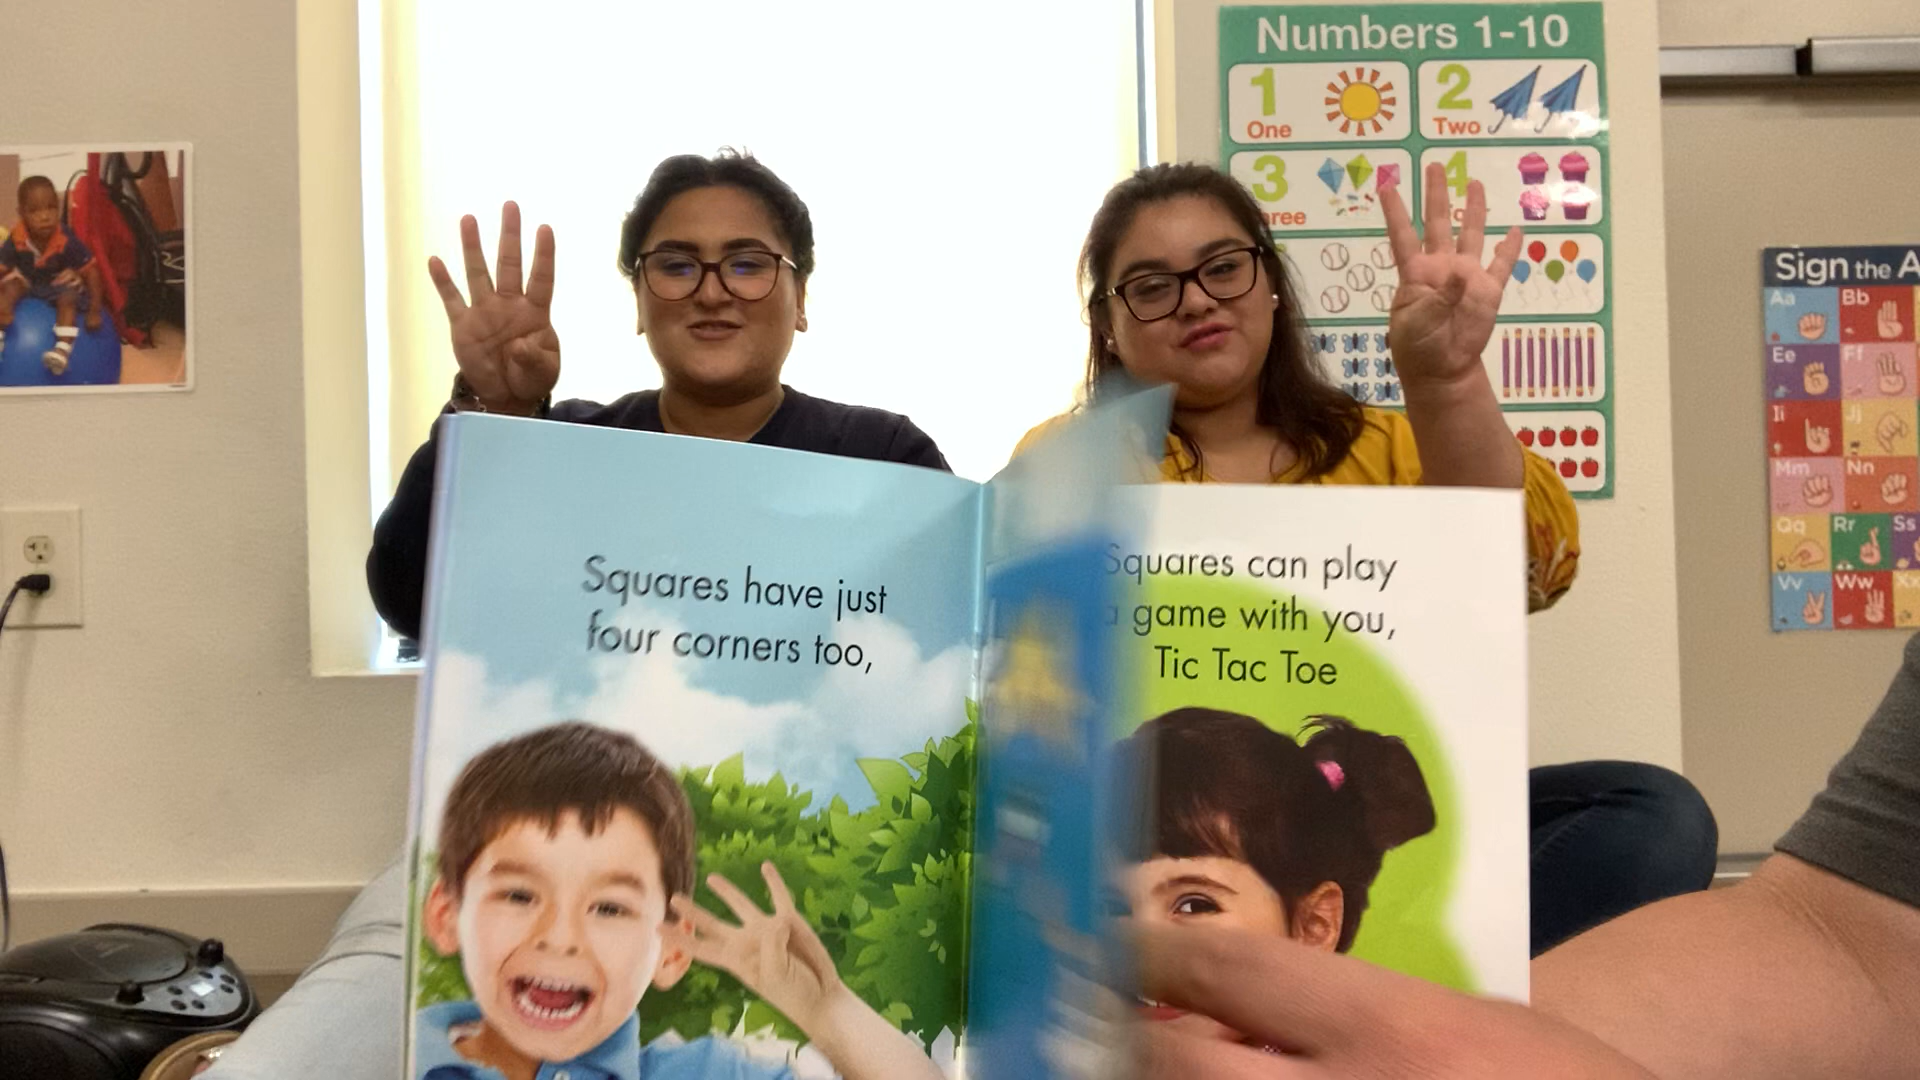 Numbers 1-10
1
One
2
Two
3
4
Sign the A
Aa
Bb
Ee
Ff
Ii
Jj
Mm
Nn
Qq
Rr
Ss
Vv
Ww
Squares have just
four corners too,
Squares can play
a game with you,
Tic Tac Toe